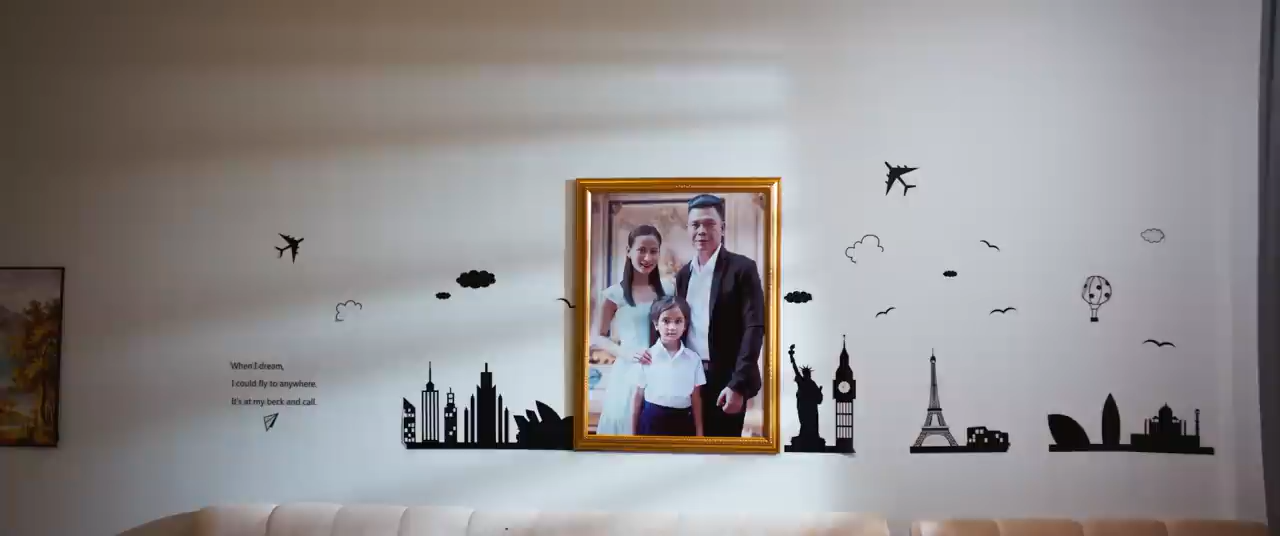 When I dream,
I could fly to anywhere.
It's at my beck and call.